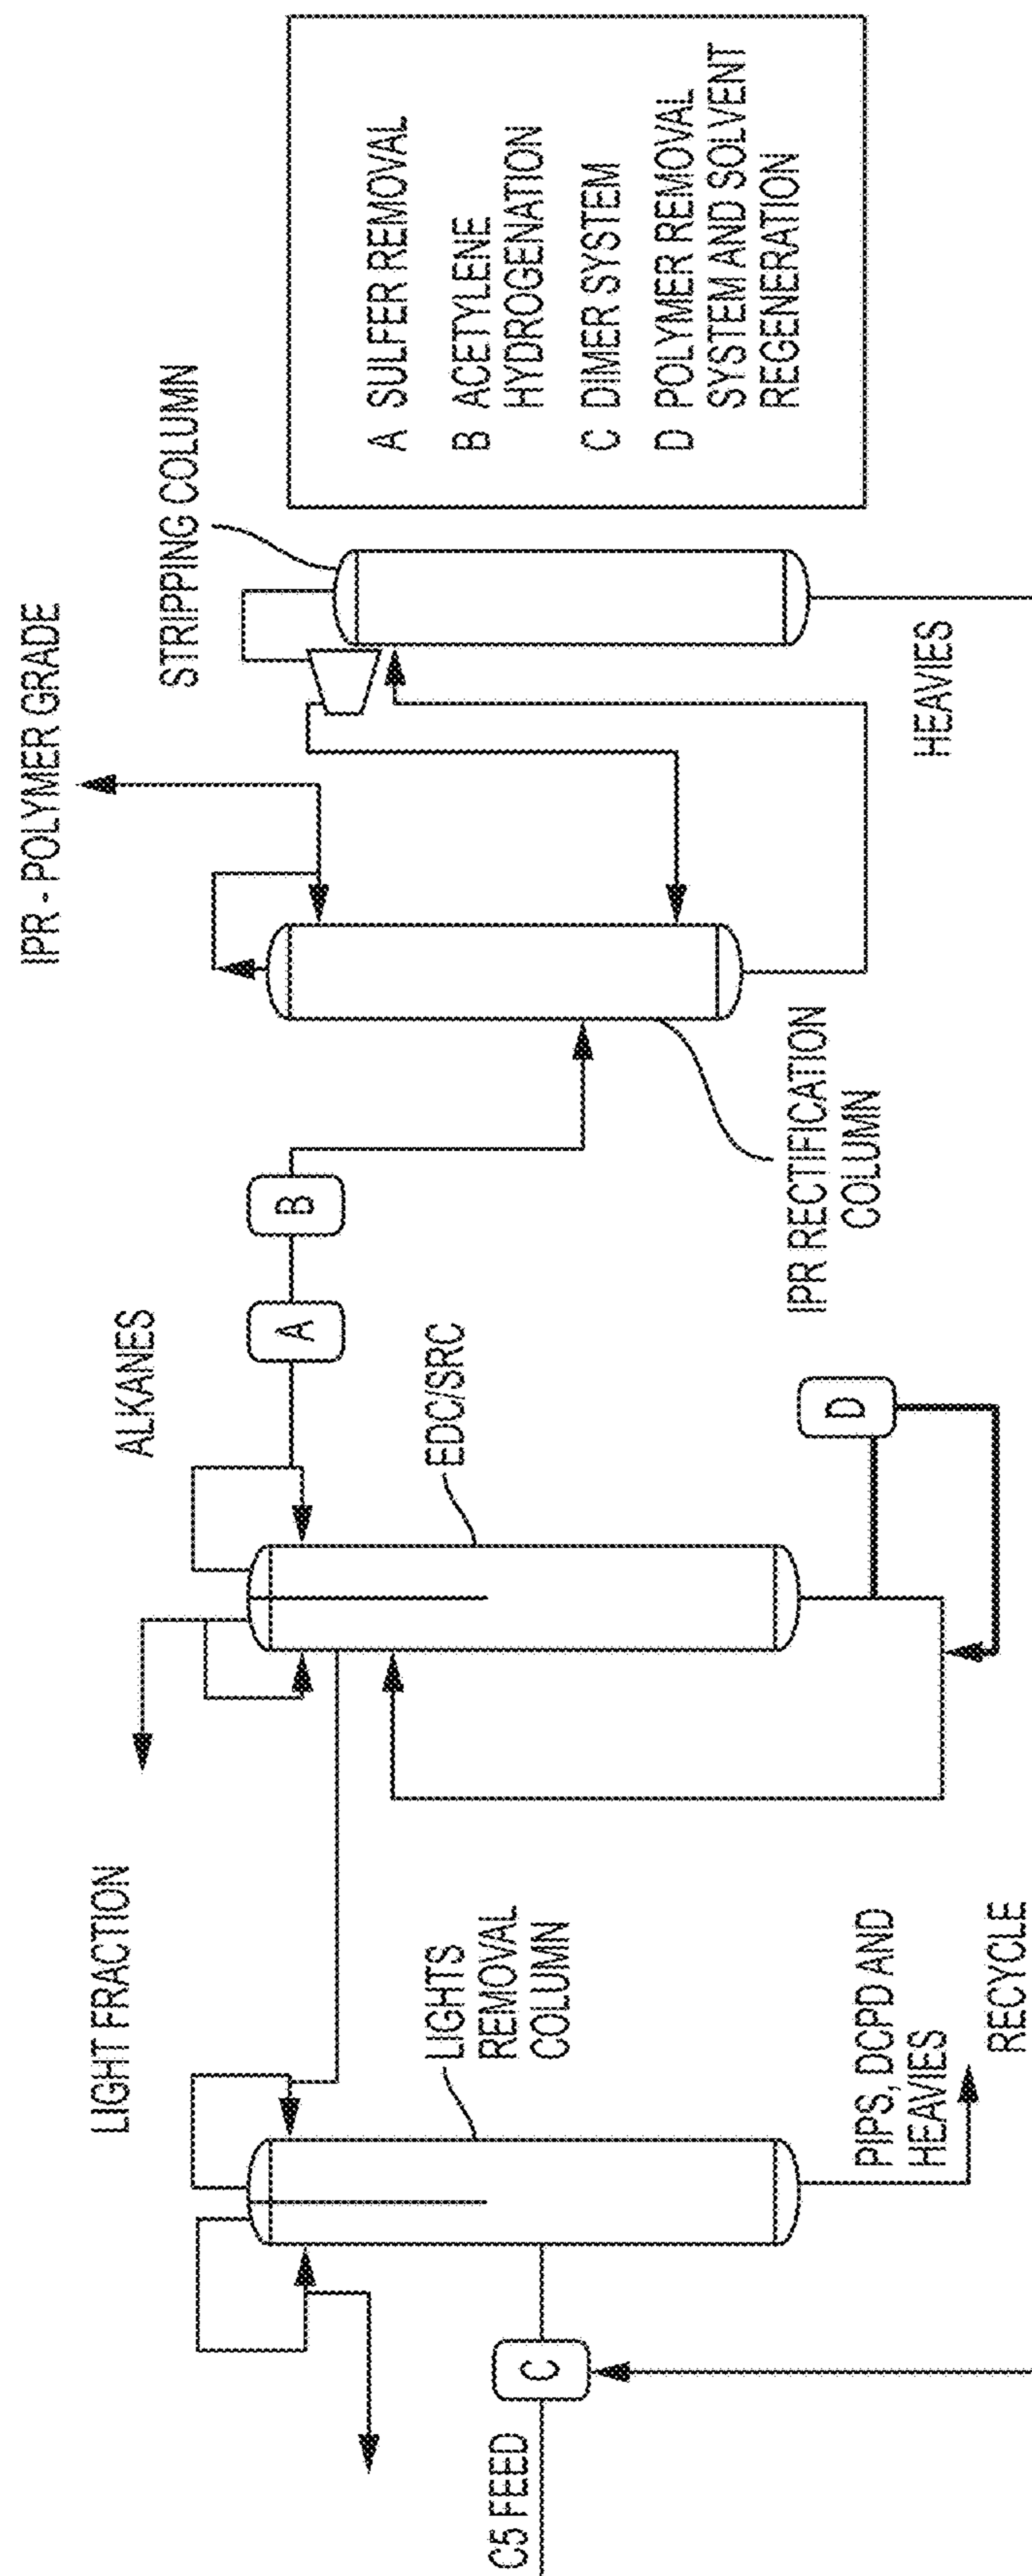 C5 FEED
C
LIGHT FRACTION
LIGHTS
REMOVAL
COLUMN
PIPS, DCPD AND
HEAVIES
RECYCLE
ALKANES
EDC/SRC
D
A
B
IPR RECTIFICATION
COLUMN
IPR - POLYMER GRADE
STRIPPING COLUMN
HEAVIES
A SULFER REMOVAL
B ACETYLENE
HYDROGENATION
C DIMER SYSTEM
D POLYMER REMOVAL
SYSTEM AND SOLVENT
REGENERATION